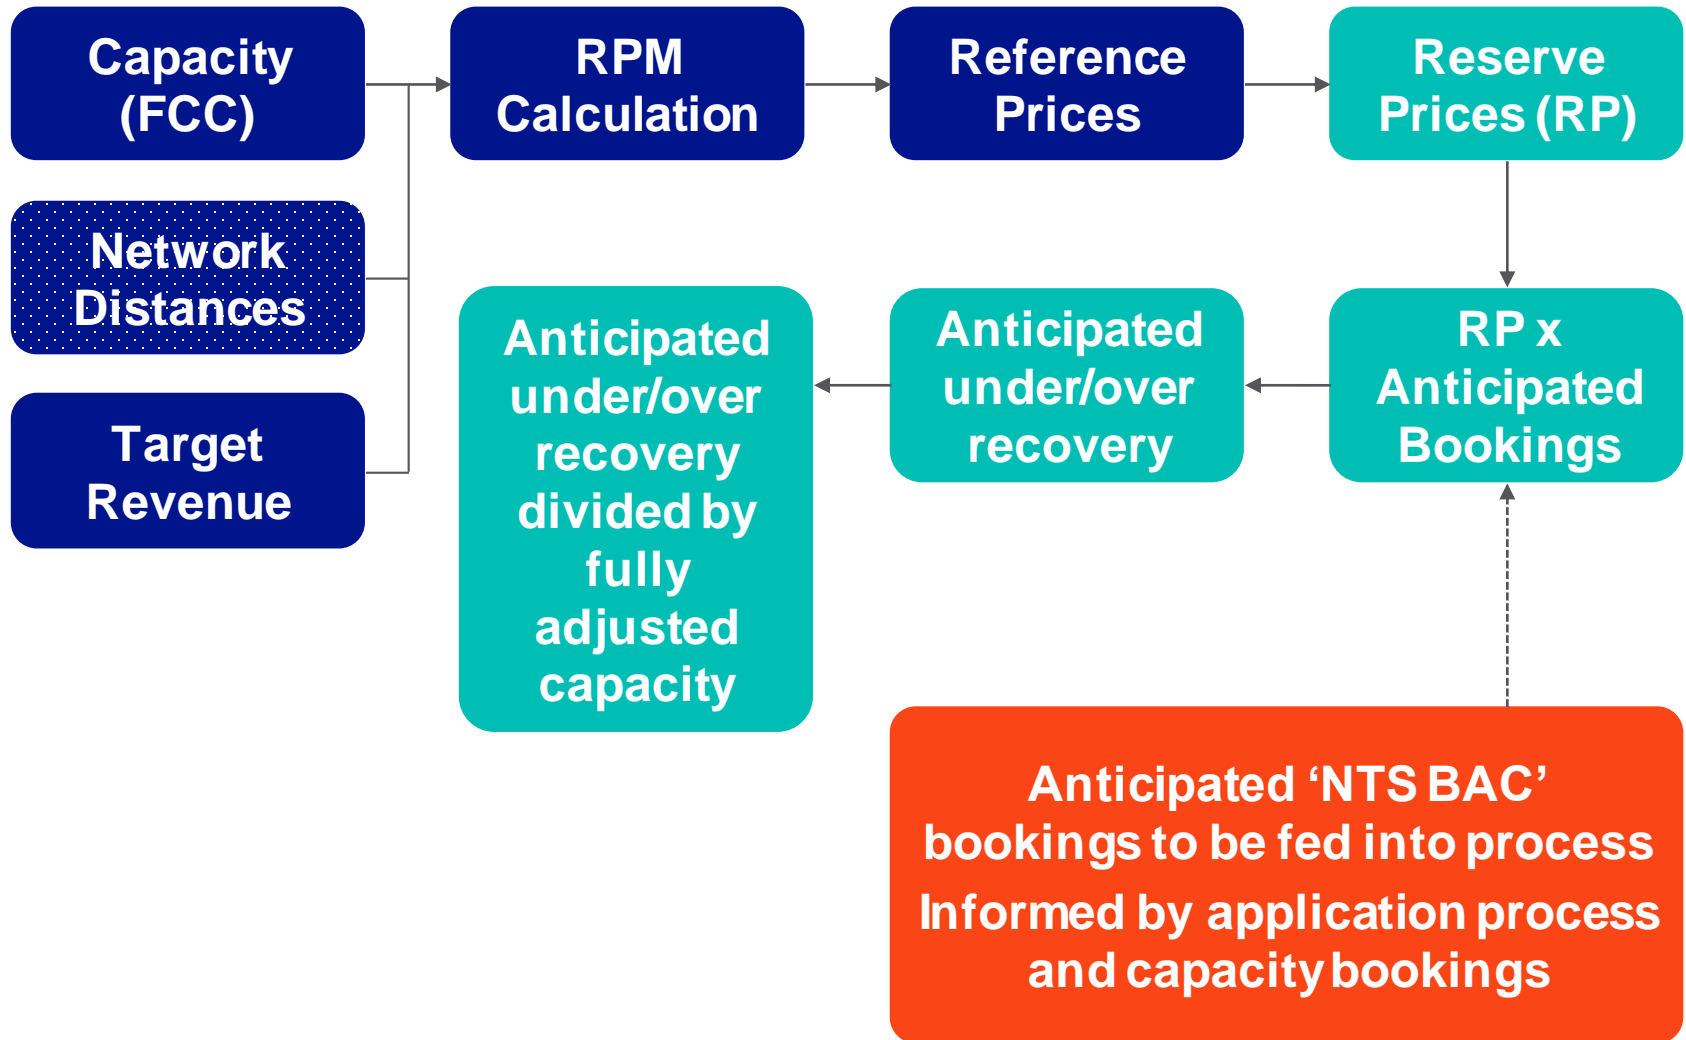 Capacity
(FCC)
RPM
Calculation
Reference
Prices
Reserve
Prices (RP)
Network
Distances
Target
Revenue
Anticipated
under/over
recovery
divided by
fully
adjusted
capacity
Anticipated
under/over
recovery
RP x
Anticipated
Bookings
Anticipated ‘NTS BAC’
bookings to be fed into process
Informed by application process
and capacity bookings